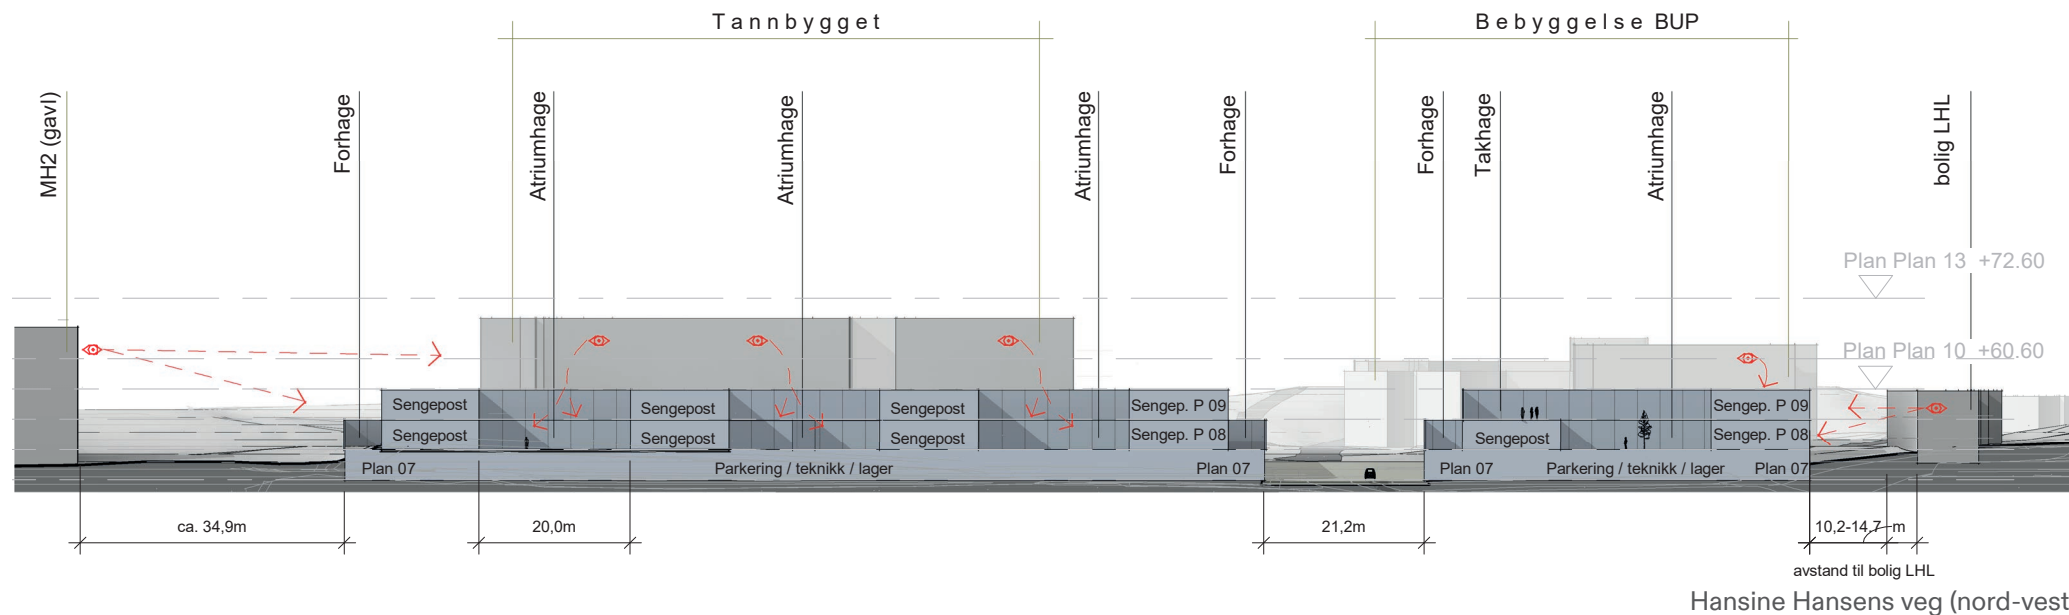 Tannbygget
Bebyggelse BUP
MH2 (gavl)
Forhage
Atriumhage
Atriumhage
Atriumhage
Forhage
Forhage
Takhage
Atriumhage
bolig LHL
Plan Plan 13 +72.60
Plan Plan 10 +60.60
Sengepost
Sengepost
Sengepost
Sengep. P 09
Sengep. P 09
Sengepost
Sengepost
Sengepost
Sengep. P 08
Sengepost
Sengep. P 08
Plan 07
Parkering / teknikk / lager
Plan 07
Plan 07
Parkering / teknikk / lager
Plan 07
ca. 34,9m
20,0m
21,2m
10,2-14,7 m
avstand til bolig LHL
Hansine Hansens veg (nord-vest